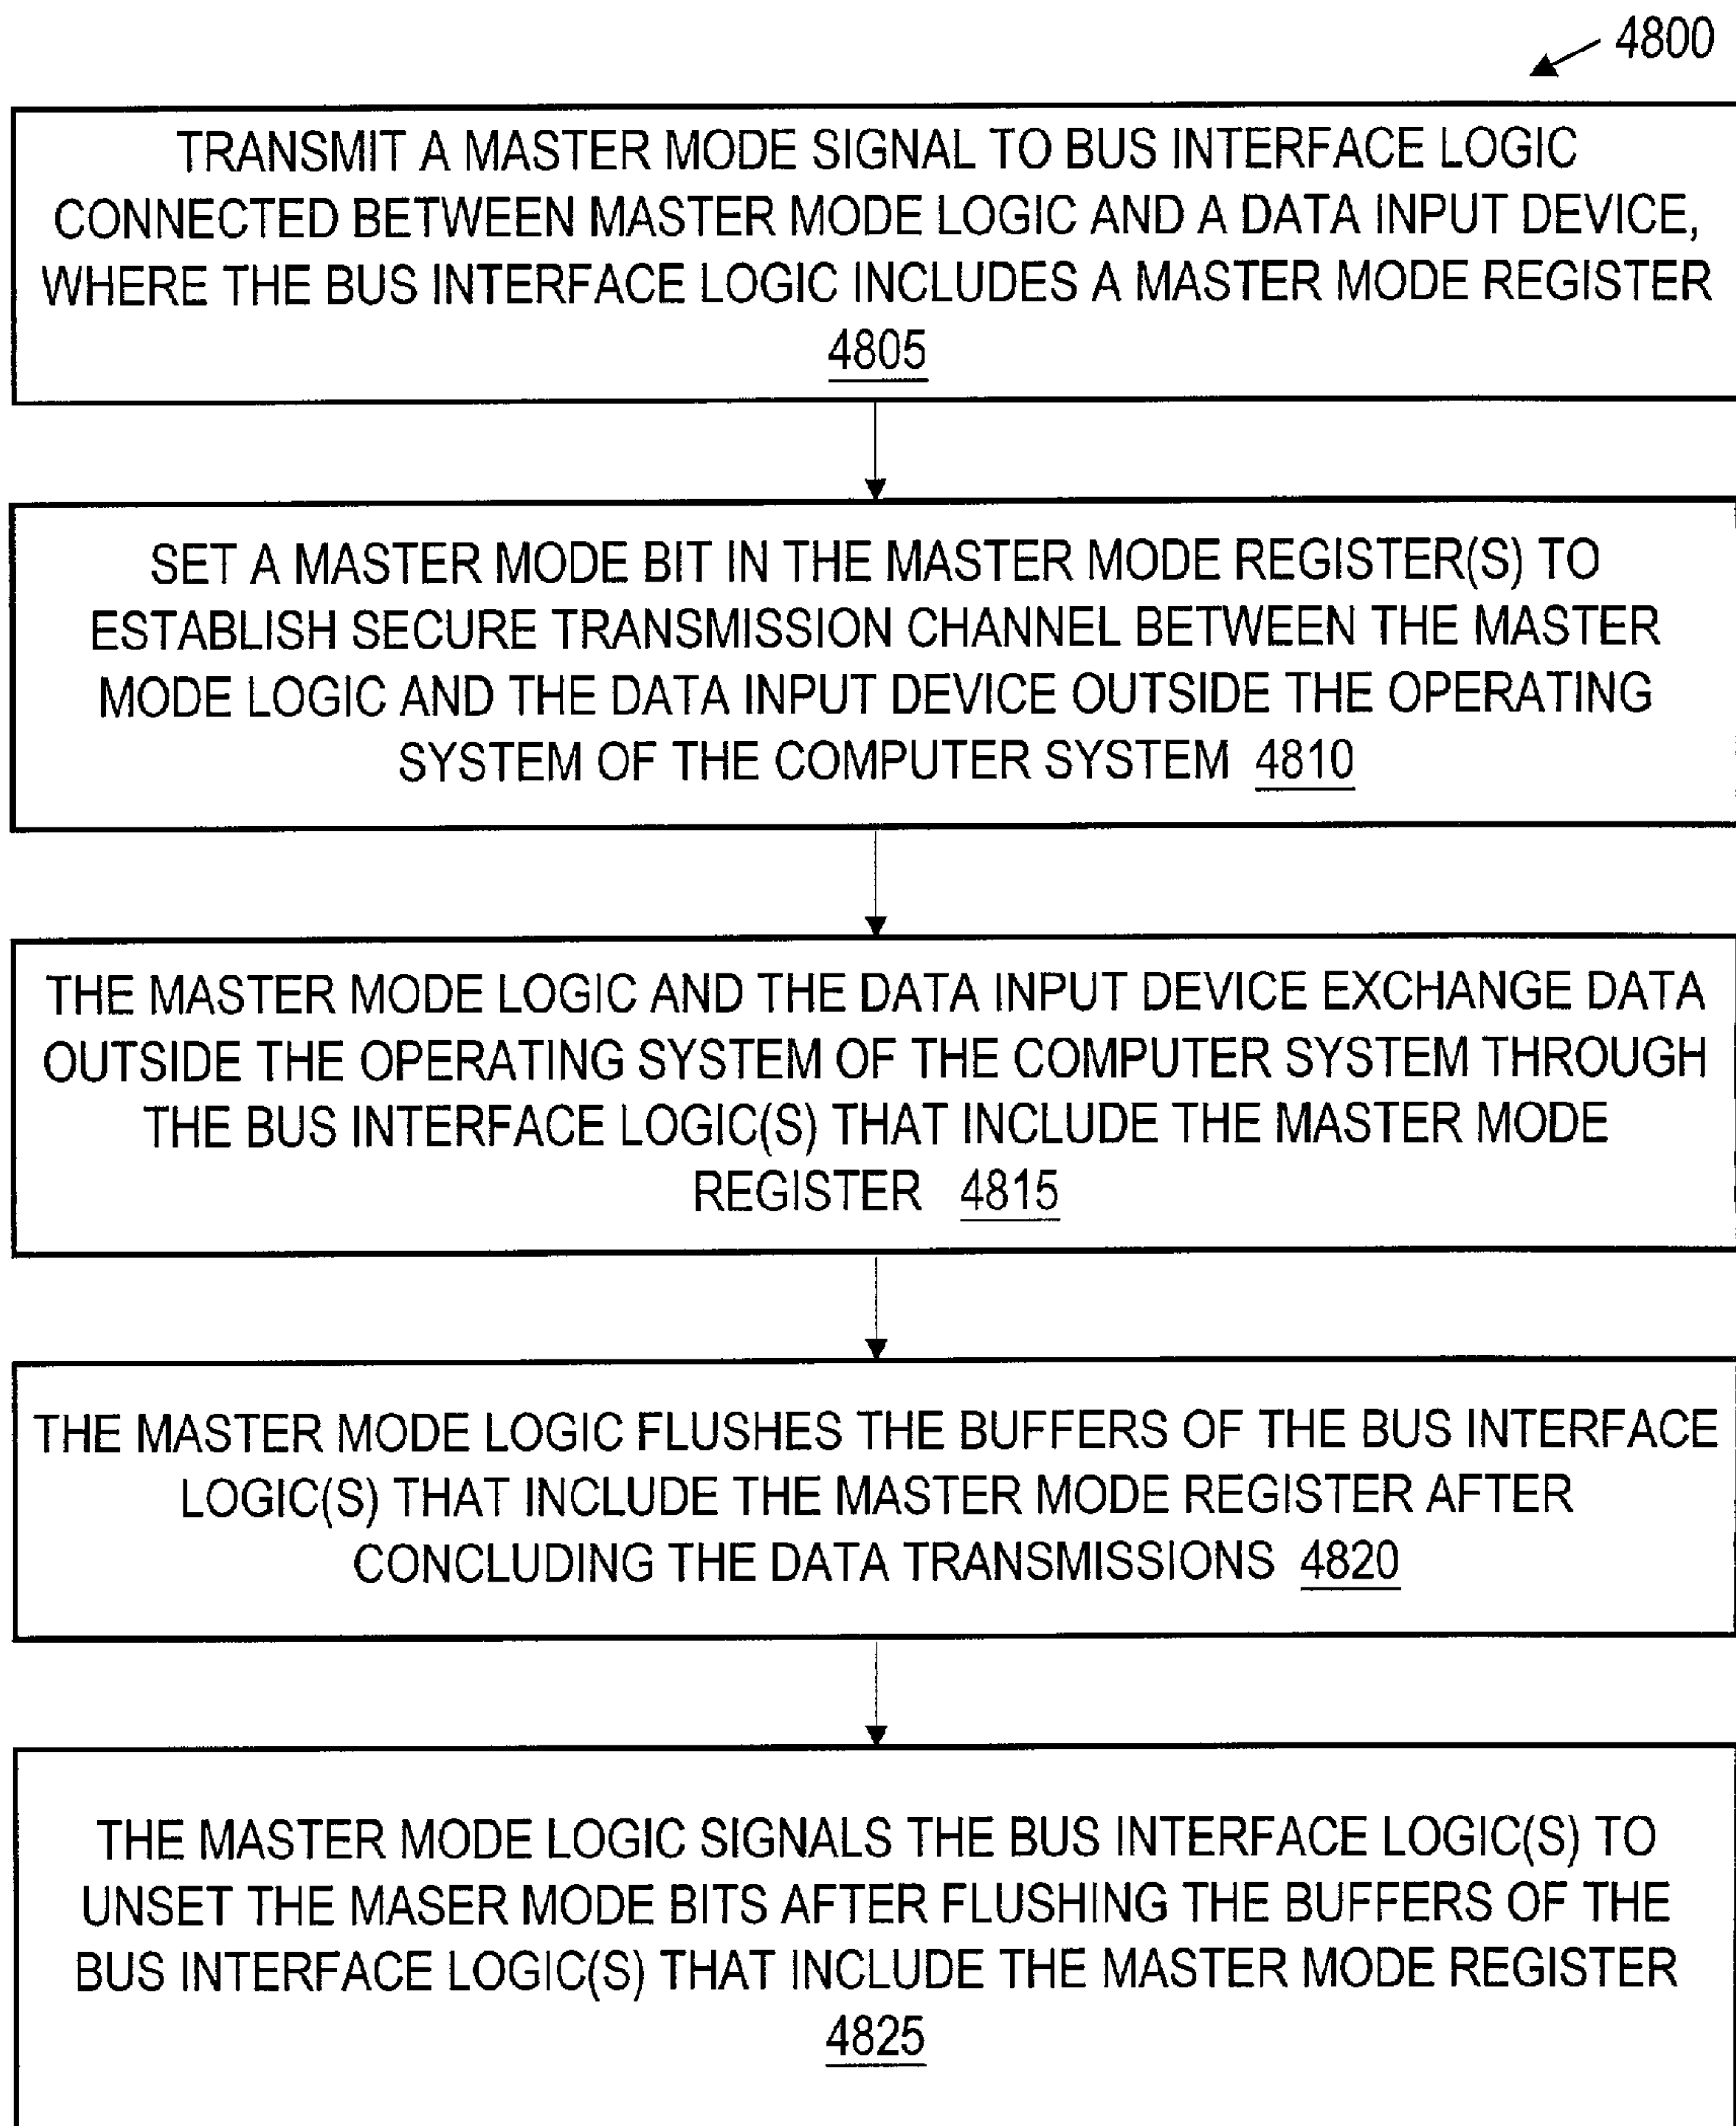 4800
TRANSMIT A MASTER MODE SIGNAL TO BUS INTERFACE LOGIC
CONNECTED BETWEEN MASTER MODE LOGIC AND A DATA INPUT DEVICE,
WHERE THE BUS INTERFACE LOGIC INCLUDES A MASTER MODE REGISTER
4805
SET A MASTER MODE BIT IN THE MASTER MODE REGISTER(S) TO
ESTABLISH SECURE TRANSMISSION CHANNEL BETWEEN THE MASTER
MODE LOGIC AND THE DATA INPUT DEVICE OUTSIDE THE OPERATING
SYSTEM OF THE COMPUTER SYSTEM 4810
THE MASTER MODE LOGIC AND THE DATA INPUT DEVICE EXCHANGE DATA
OUTSIDE THE OPERATING SYSTEM OF THE COMPUTER SYSTEM THROUGH
THE BUS INTERFACE LOGIC(S) THAT INCLUDE THE MASTER MODE
REGISTER 4815
THE MASTER MODE LOGIC FLUSHES THE BUFFERS OF THE BUS INTERFACE
LOGIC(S) THAT INCLUDE THE MASTER MODE REGISTER AFTER
CONCLUDING THE DATA TRANSMISSIONS 4820
THE MASTER MODE LOGIC SIGNALS THE BUS INTERFACE LOGIC(S) TO
UNSET THE MASER MODE BITS AFTER FLUSHING THE BUFFERS OF THE
BUS INTERFACE LOGIC(S) THAT INCLUDE THE MASTER MODE REGISTER
4825